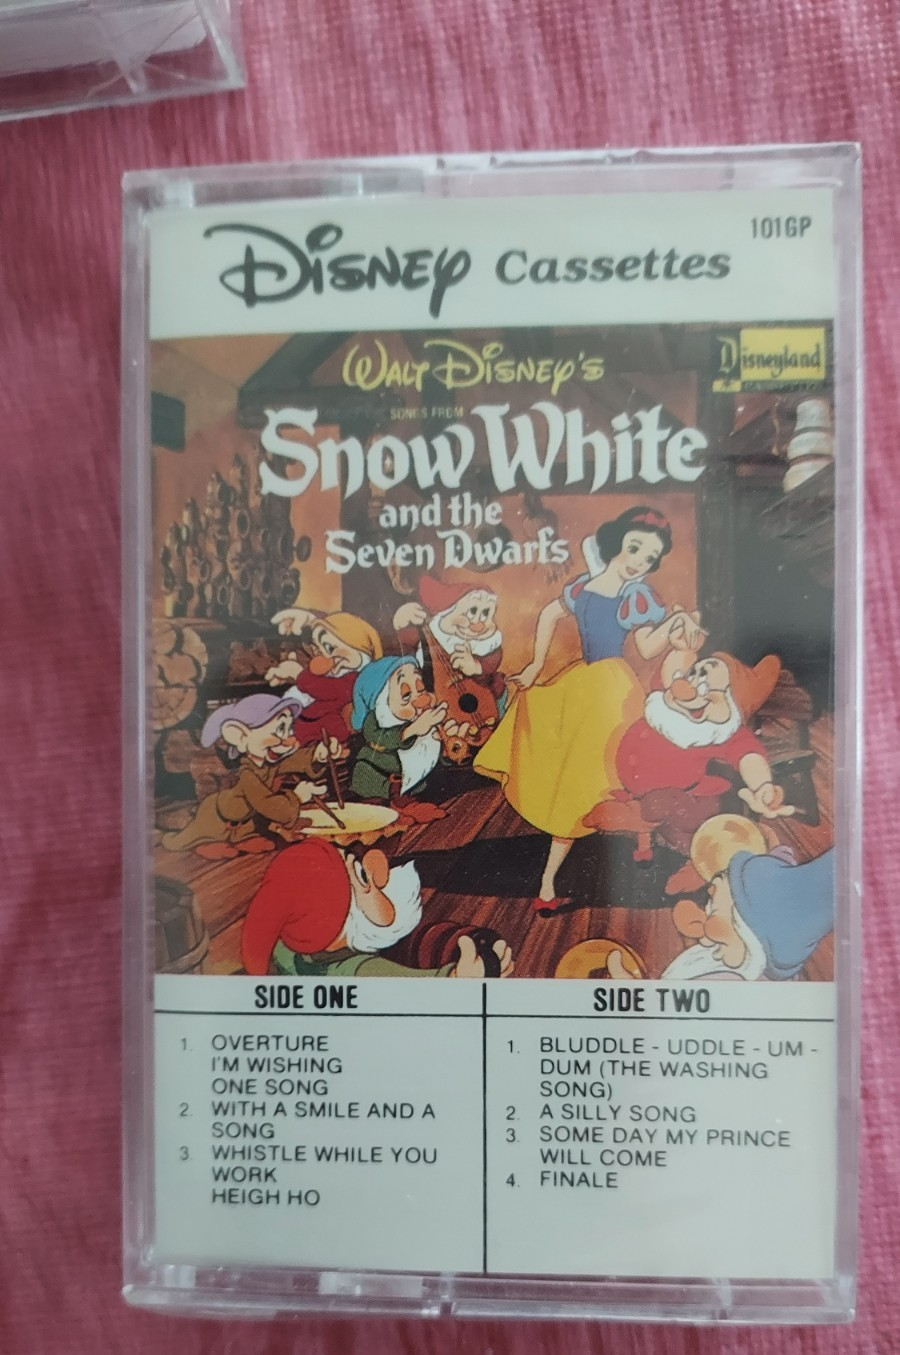 101GP
Disney Cassettes
Disneyland
Walt Disney's
SONGS FROM
Snow White
and the
Seven Dwarfs
SIDE ONE
1. OVERTURE
I'M WISHING
ONE SONG
2. WITH A SMILE AND A
SONG
3. WHISTLE WHILE YOU
WORK
HEIGH HO
SIDE TWO
1. BLUDDLE - UDDLE - UM -
DUM (THE WASHING
SONG)
2. A SILLY SONG
3. SOME DAY MY PRINCE
WILL COME
4. FINALE